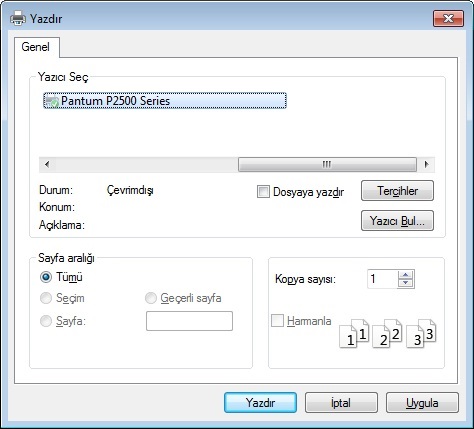 Yazdır
Genel
Yazıcı Seç
Pantum P2500 Series
Durum: Çevrimdışı
Dosyaya yazdır
Tercihler
Konum:
Açıklama:
Yazıcı Bul...
Sayfa aralığı
Tümü
Seçim
Geçerli sayfa
Sayfa:
Kopya sayısı: 1
Harmanla
1 1 2 2 3 3
Yazdır İptal Uygula